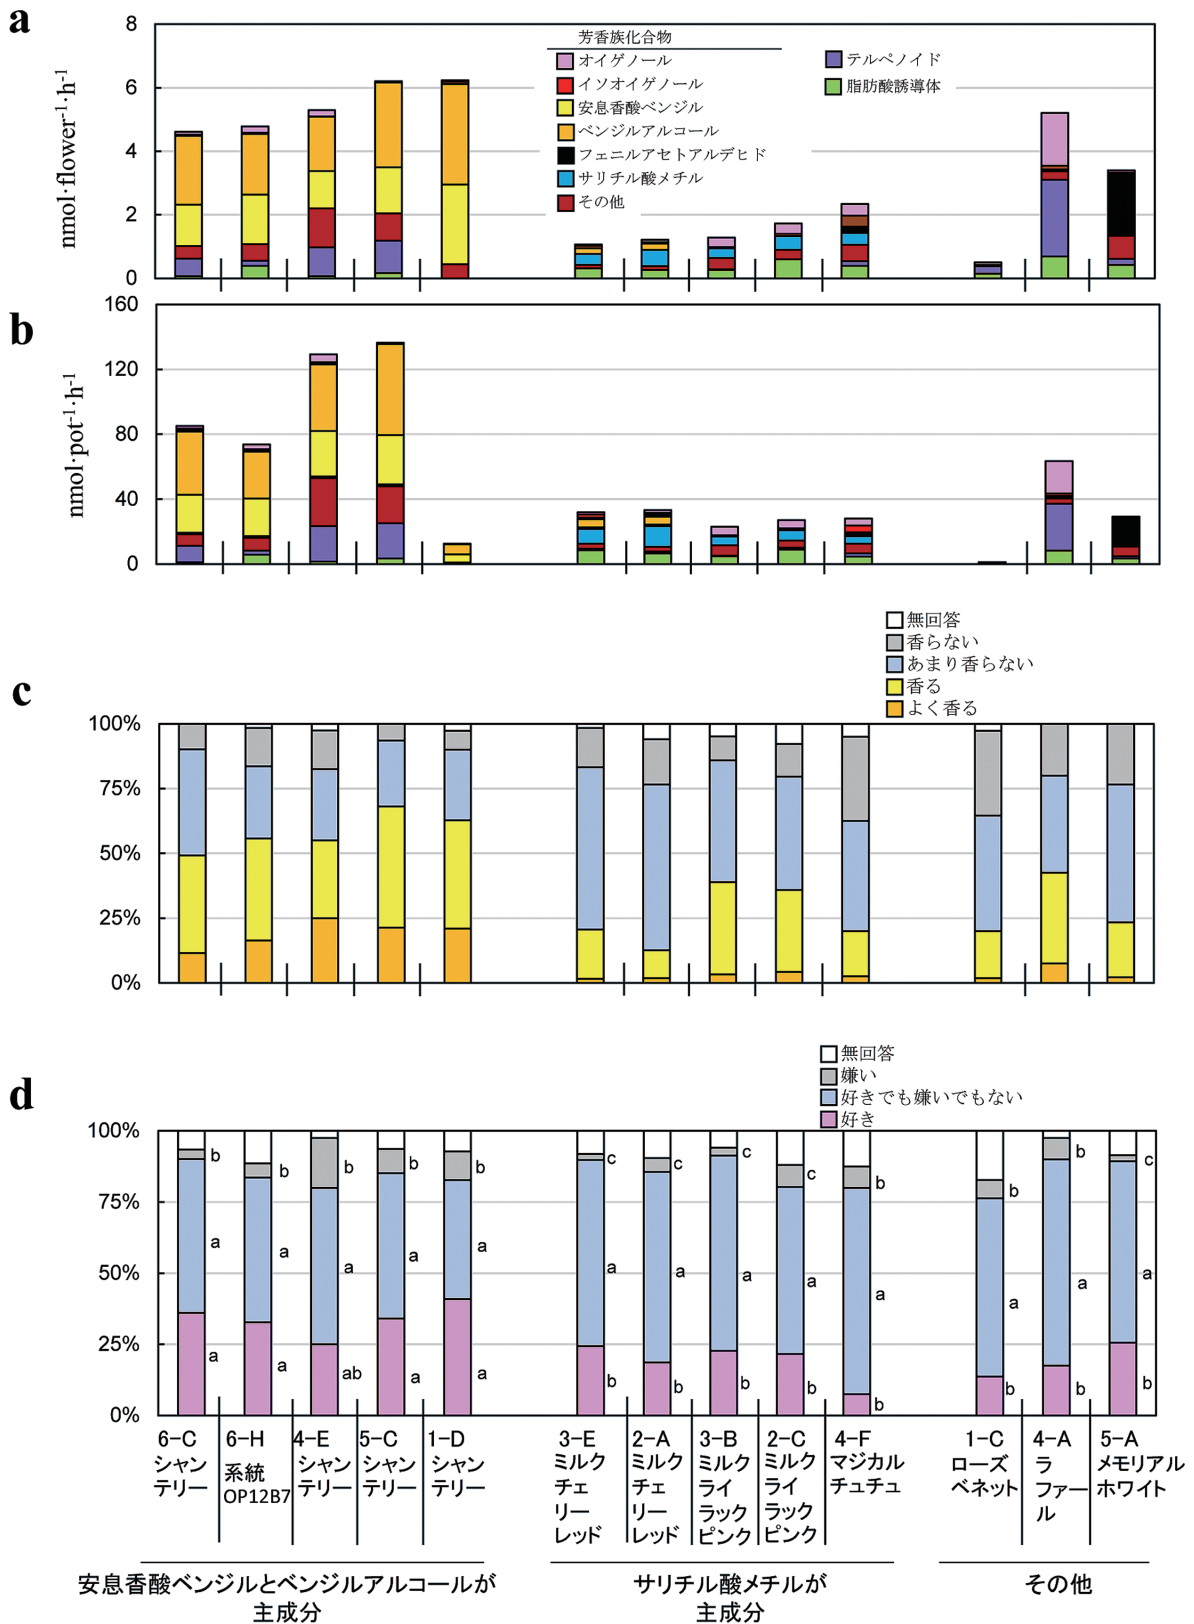 a
nmol·flower⁻¹·h⁻¹
8
6
4
2
0
芳香族化合物
オイゲノール
イソオイゲノール
安息香酸ベンジル
ベンジルアルコール
フェニルアセトアルデヒド
サリチル酸メチル
その他
テルペノイド
脂肪酸誘導体
b
nmol·pot⁻¹·h⁻¹
160
120
80
40
0
c
無回答
香らない
あまり香らない
香る
よく香る
100%
75%
50%
25%
0%
d
無回答
嫌い
好きでも嫌いでもない
好き
100%
75%
50%
25%
0%
b b b b b c c c c b b b c
a a a a a a a a a a a a a
a a ab a a b b b b b b b b
6-C
シャン
テリー
6-H
系統
OP12B7
4-E
シャン
テリー
5-C
シャン
テリー
1-D
シャン
テリー
3-E
ミルク
チェ
リー
レッド
2-A
ミルク
チェ
リー
レッド
3-B
ミルク
ライ
ラック
ピンク
2-C
ミルク
ライ
ラック
ピンク
4-F
マジカル
チュチュ
1-C
ローズ
ベネット
4-A
ラ
ファー
ル
5-A
メモリアル
ホワイト
安息香酸ベンジルとベンジルアルコールが
主成分
サリチル酸メチルが
主成分
その他